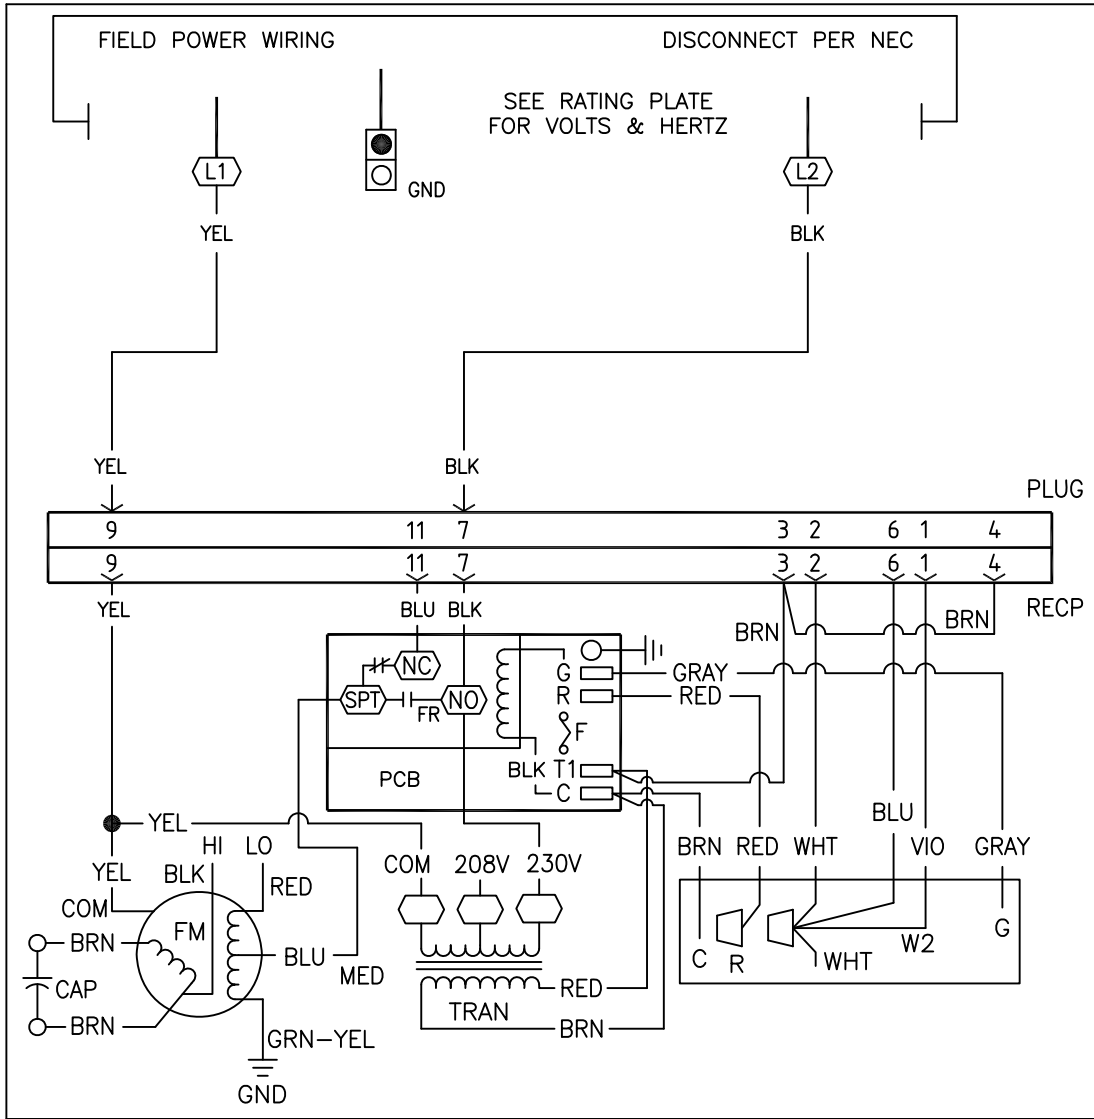 FIELD POWER WIRING DISCONNECT PER NEC
SEE RATING PLATE
FOR VOLTS & HERTZ
L1 L2
GND
YEL BLK
YEL BLK
PLUG
9 11 7 3 2 6 1 4
9 11 7 3 2 6 1 4
RECP
YEL BLU BLK BRN BRN
NC G GRAY
SPT FR NO R RED
F
PCB BLK T1
C
BLU
YEL
HI LO COM 208V 230V BRN RED WHT VIO GRAY
YEL BLK RED
COM
FM
BRN BLU MED
C R WHT W2 G
CAP
TRAN RED
BRN BRN
GRN-YEL
GND